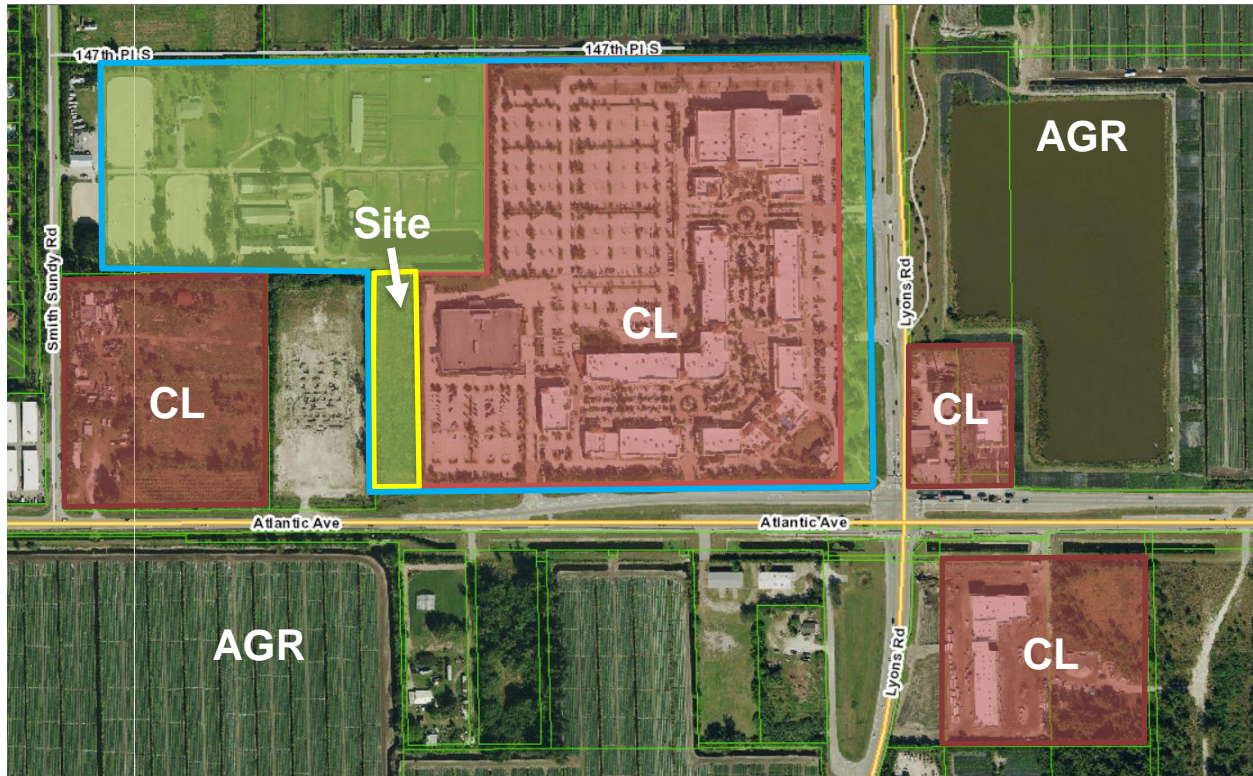 147th Pl S
147th Pl S
AGR
Site
Smith Sundy Rd
Lyons Rd
CL
CL
CL
Atlantic Ave
Atlantic Ave
AGR
CL
Lyons Rd